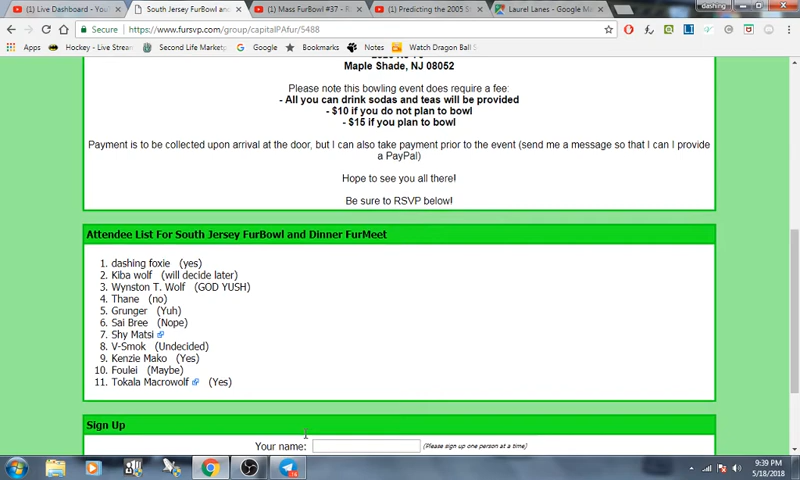 (1) Live Dashboard - YouTu
South Jersey FurBowl an
(1) Mass FurBowl #37 - R
(1) Predicting the 2005 S
Laurel Lanes - Google M
dashing
Secure
https://www.fursvp.com/group/capitalPAfur/5488
Apps
Hockey - Live Stream
Second Life Market
Google
Bookmarks
Notes
Watch Dragon Ball S
Maple Shade, NJ 08052
Please note this bowling event does require a fee:
- All you can drink sodas and teas will be provided
- $10 if you do not plan to bowl
- $15 if you plan to bowl
Payment is to be collected upon arrival at the door, but I can also take payment prior to the event (send me a message so that I can I provide
a PayPal)
Hope to see you all there!
Be sure to RSVP below!
Attendee List For South Jersey FurBowl and Dinner FurMeet
1. dashing foxie (yes)
2. Kiba wolf (will decide later)
3. Wynston T. Wolf (GOD YUSH)
4. Thane (no)
5. Grunger (Yuh)
6. Sai Bree (Nope)
7. Shy Matsi
8. V-Smok (Undecided)
9. Kenzie Mako (Yes)
10. Foulei (Maybe)
11. Tokala Macrowolf (Yes)
Sign Up
Your name:
(Please sign up one person at a time)
9:39 PM
5/18/2018